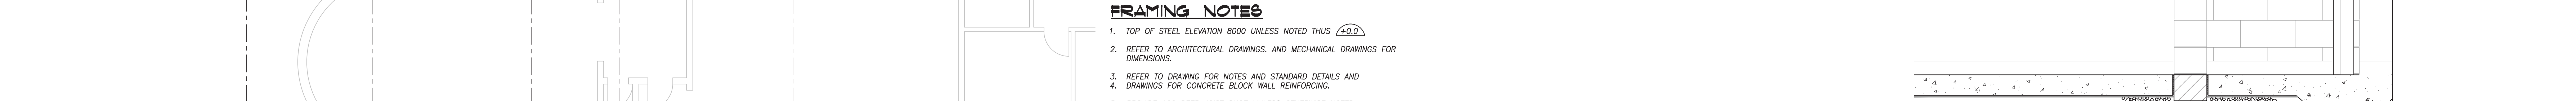 FRAMING NOTES
1. TOP OF STEEL ELEVATION 8000 UNLESS NOTED THUS +0.0
2. REFER TO ARCHITECTURAL DRAWINGS. AND MECHANICAL DRAWINGS FOR
DIMENSIONS.
3. REFER TO DRAWING FOR NOTES AND STANDARD DETAILS AND
4. DRAWINGS FOR CONCRETE BLOCK WALL REINFORCING.